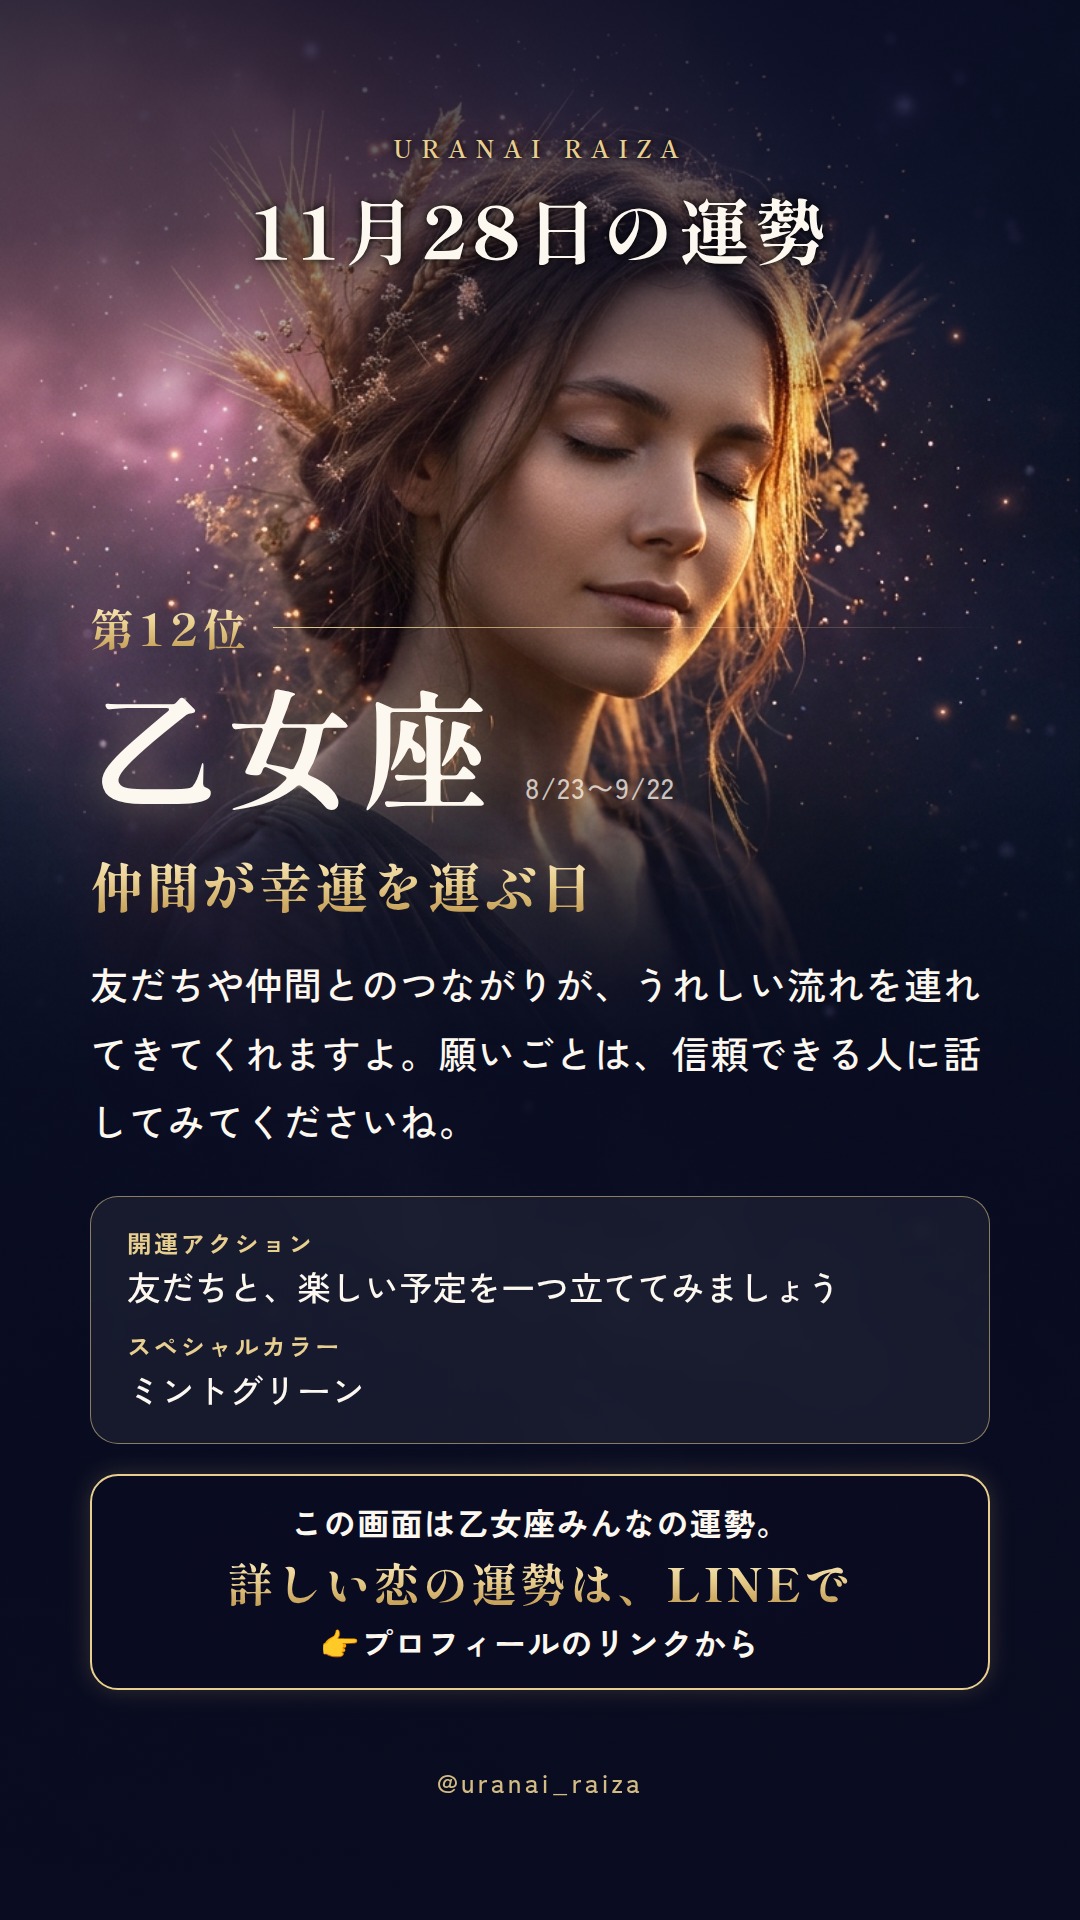 URANAI RAIZA
11月28日の運勢
第12位
乙女座 8/23〜9/22
仲間が幸運を運ぶ日
友だちや仲間とのつながりが、うれしい流れを連れ
てきてくれますよ。願いごとは、信頼できる人に話
してみてくださいね。
開運アクション
友だちと、楽しい予定を一つ立ててみましょう
スペシャルカラー
ミントグリーン
この画面は乙女座みんなの運勢。
詳しい恋の運勢は、LINEで
👉プロフィールのリンクから
@uranai_raiza